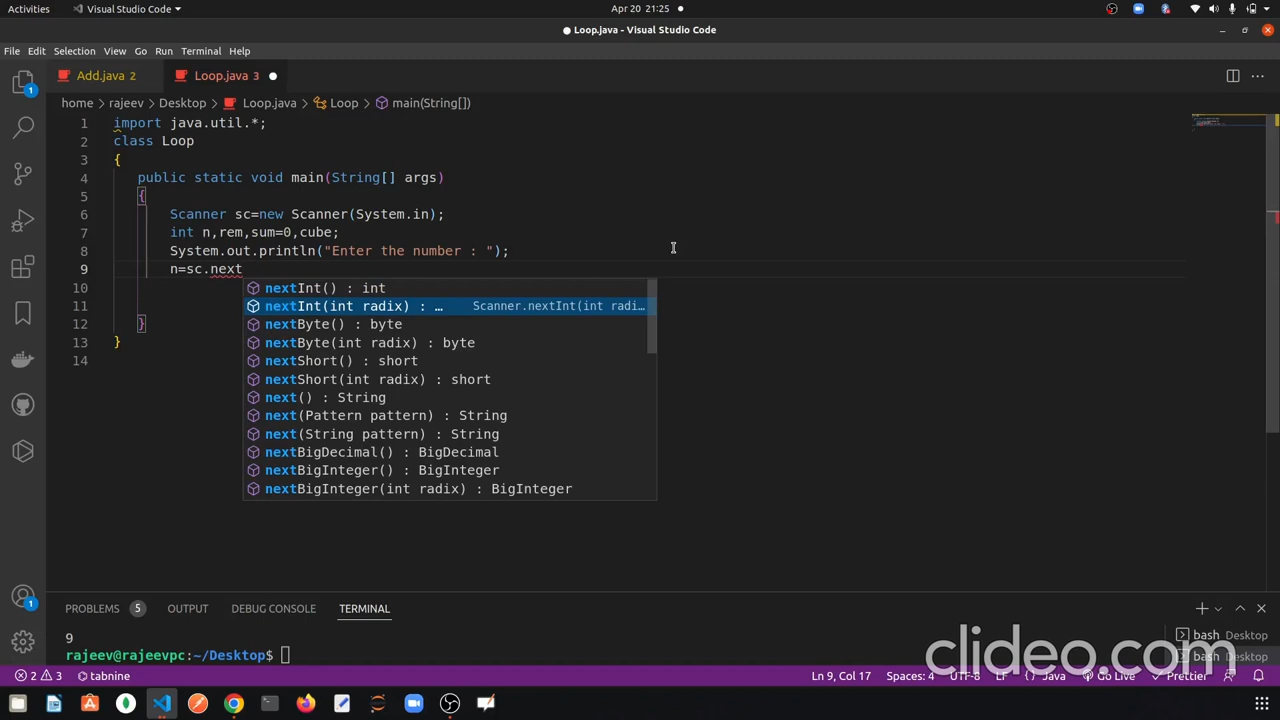 Activities
Visual Studio Code
Apr 20 21:25
Loop.java - Visual Studio Code
File Edit Selection View Go Run Terminal Help
Add.java 2
Loop.java 3
home > rajeev > Desktop > Loop.java > Loop > main(String[])
1 import java.util.*;
2 class Loop
3 {
4 public static void main(String[] args)
5 {
6 Scanner sc=new Scanner(System.in);
7 int n,rem,sum=0,cube;
8 System.out.println("Enter the number : ");
9 n=sc.next
10
11
12 }
13 }
14
nextInt() : int
nextInt(int radix) : … Scanner.nextInt(int radi…
nextByte() : byte
nextByte(int radix) : byte
nextShort() : short
nextShort(int radix) : short
next() : String
next(Pattern pattern) : String
next(String pattern) : String
nextBigDecimal() : BigDecimal
nextBigInteger() : BigInteger
nextBigInteger(int radix) : BigInteger
1
1
PROBLEMS 5 OUTPUT DEBUG CONSOLE TERMINAL
9
rajeev@rajeevpc:~/Desktop$
bash Desktop
bash Desktop
clideo.com
2 3 tabnine
Ln 9, Col 17 Spaces: 4 UTF-8 LF {} Java Go Live Prettier